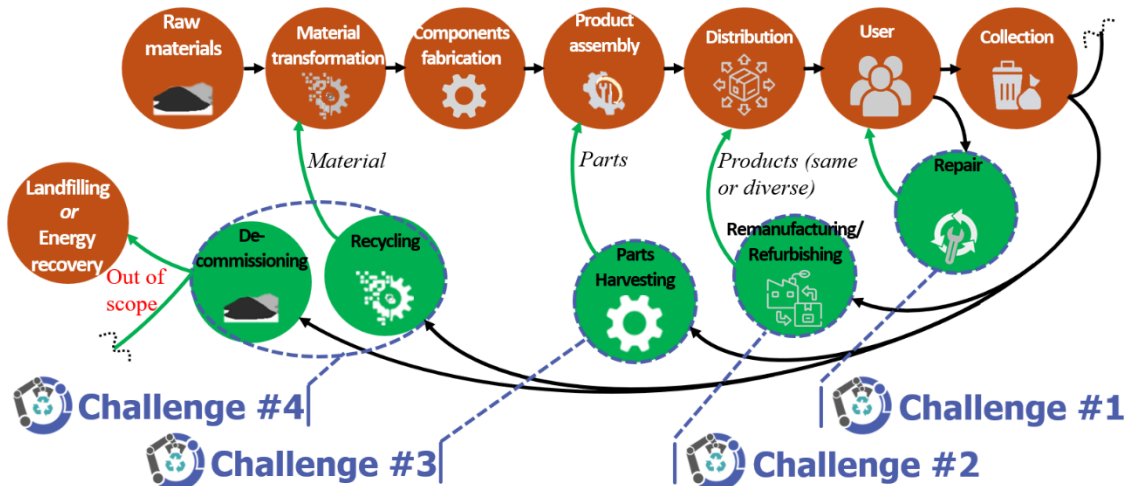 Raw
materials
Material
transformation
Components
fabrication
Product
assembly
Distribution
User
Collection
Material
Parts
Products (same
or diverse)
Repair
Landfilling
or
Energy
recovery
Out of
scope
De-
commissioning
Recycling
Parts
Harvesting
Remanufacturing/
Refurbishing
Challenge #4
Challenge #3
Challenge #2
Challenge #1